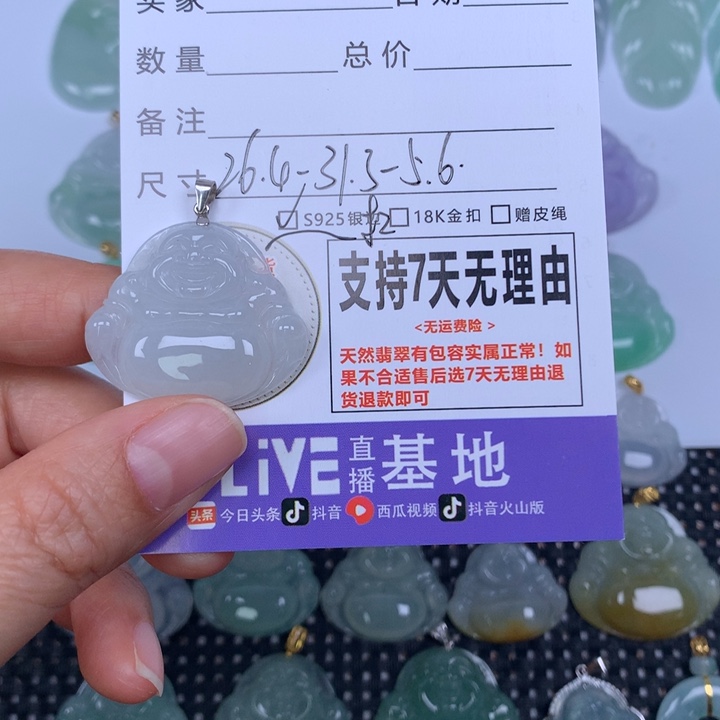 买家 日期
数量 总价
备注
尺寸 26.4-31.3-5.6.
S925银扣 18K金扣 赠皮绳
支持7天无理由
<无运费险>
天然翡翠有包容实属正常！如
果不合适售后选7天无理由退
货退款即可
LiVE 直播 基地
头条 今日头条 抖音 西瓜视频 抖音火山版